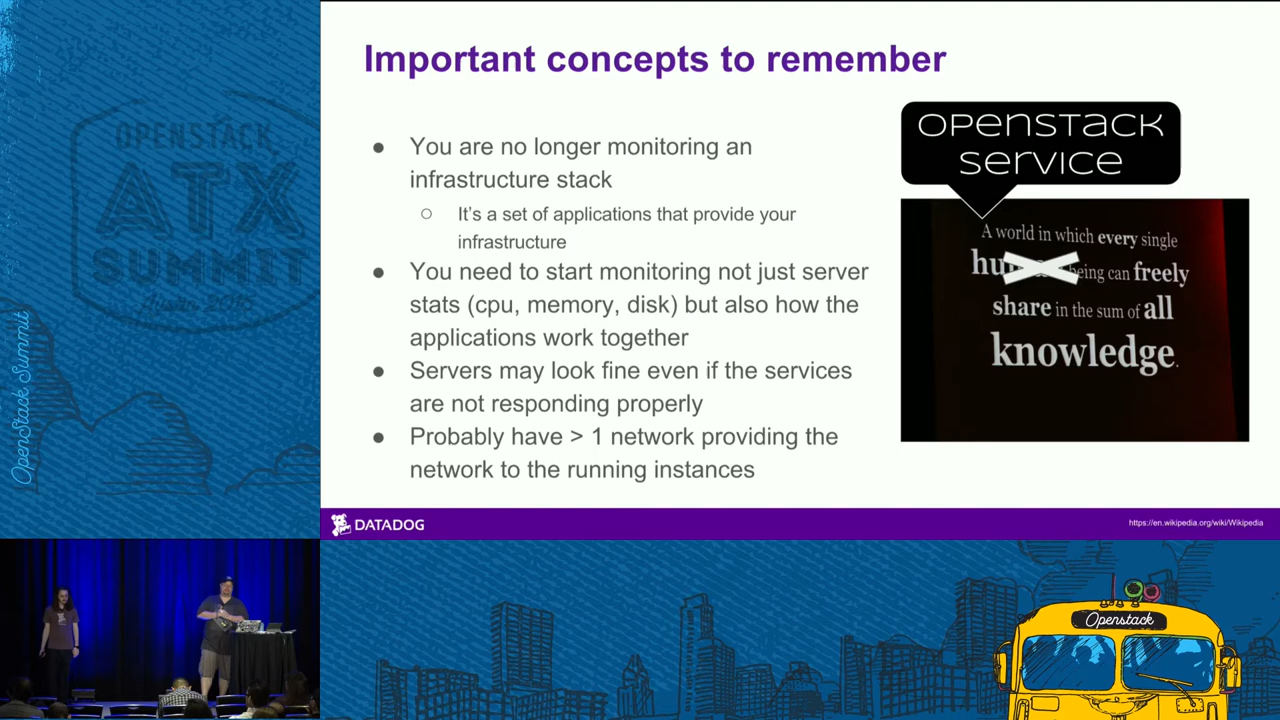 OPENSTACK
ATX
SUMMIT
Austin 2016
OpenStack Summit
Important concepts to remember
● You are no longer monitoring an
infrastructure stack
○ It's a set of applications that provide your
infrastructure
● You need to start monitoring not just server
stats (cpu, memory, disk) but also how the
applications work together
● Servers may look fine even if the services
are not responding properly
● Probably have > 1 network providing the
network to the running instances
OPENSTACK
SERVICE
A world in which every single
being can freely
share in the sum of all
knowledge.
DATADOG
https://en.wikipedia.org/wiki/Wikipedia
Openstack